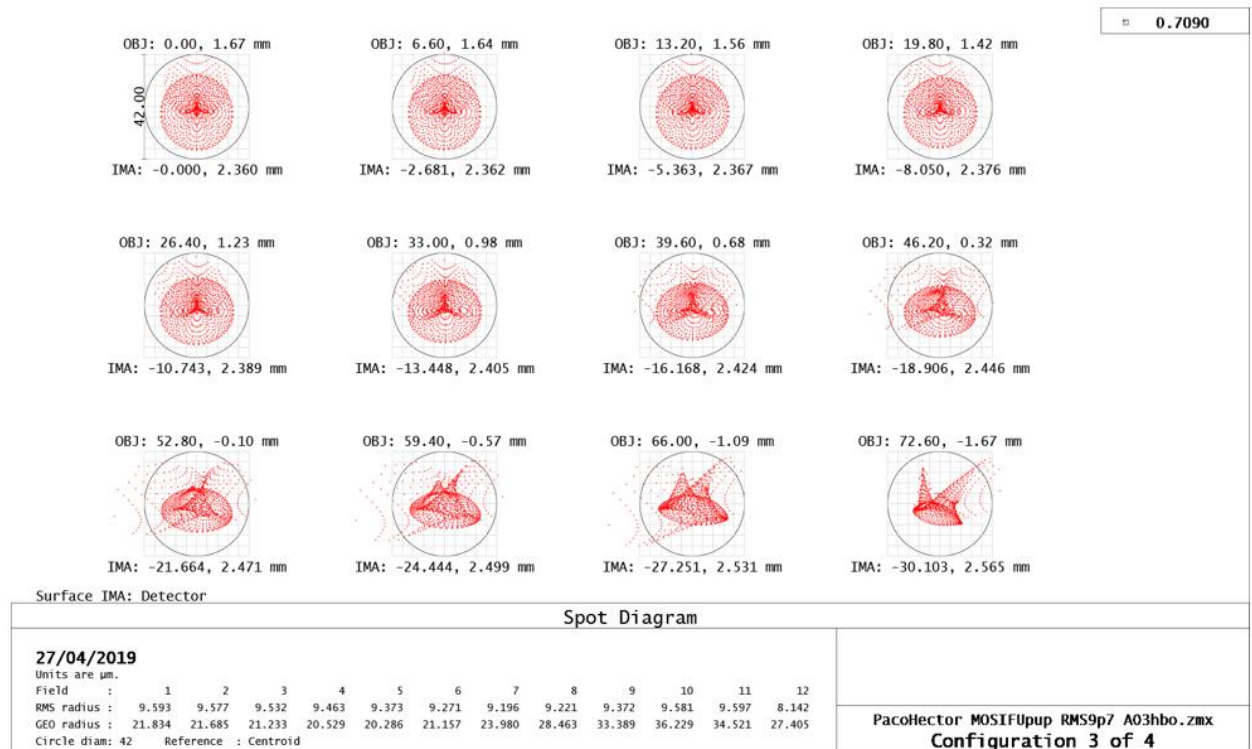 0.7090
OBJ: 0.00, 1.67 mm
OBJ: 6.60, 1.64 mm
OBJ: 13.20, 1.56 mm
OBJ: 19.80, 1.42 mm
42.00
IMA: -0.000, 2.360 mm
IMA: -2.681, 2.362 mm
IMA: -5.363, 2.367 mm
IMA: -8.050, 2.376 mm
OBJ: 26.40, 1.23 mm
OBJ: 33.00, 0.98 mm
OBJ: 39.60, 0.68 mm
OBJ: 46.20, 0.32 mm
IMA: -10.743, 2.389 mm
IMA: -13.448, 2.405 mm
IMA: -16.168, 2.424 mm
IMA: -18.906, 2.446 mm
OBJ: 52.80, -0.10 mm
OBJ: 59.40, -0.57 mm
OBJ: 66.00, -1.09 mm
OBJ: 72.60, -1.67 mm
IMA: -21.664, 2.471 mm
IMA: -24.444, 2.499 mm
IMA: -27.251, 2.531 mm
IMA: -30.103, 2.565 mm
Surface IMA: Detector
Spot Diagram
27/04/2019
Units are µm.
Field : 1 2 3 4 5 6 7 8 9 10 11 12
RMS radius : 9.593 9.577 9.532 9.463 9.373 9.271 9.196 9.221 9.372 9.581 9.597 8.142
GEO radius : 21.834 21.685 21.233 20.529 20.286 21.157 23.980 28.463 33.389 36.229 34.521 27.405
Circle diam: 42 Reference : Centroid
PacoHector MOSIFUpup RMS9p7 A03hbo.zmx
Configuration 3 of 4